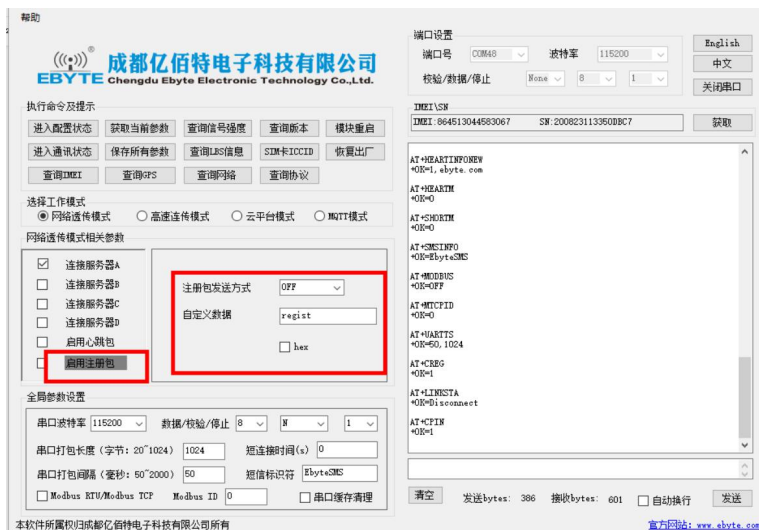 帮助
EBYTE
成都亿佰特电子科技有限公司
Chengdu Ebyte Electronic Technology Co.,Ltd.
执行命令及提示
进入配置状态 获取当前参数 查询信号强度 查询版本 模块重启
进入通讯状态 保存所有参数 查询LBS信息 SIM卡ICCID 恢复出厂
查询IMEI 查询GPS 查询网络 查询协议
选择工作模式
网络透传模式 高速连传模式 云平台模式 MQTT模式
网络透传模式相关参数
连接服务器A
连接服务器B
连接服务器C
连接服务器D
启用心跳包
启用注册包
注册包发送方式 OFF
自定义数据 regist
hex
全局参数设置
串口波特率 115200 数据/校验/停止 8 N 1
串口打包长度（字节：20~1024） 1024 短连接时间(s) 0
串口打包间隔（毫秒：50~2000） 50 短信标识符 EbyteSMS
Modbus RTU/Modbus TCP Modbus ID 0 串口缓存清理
本软件所属权归成都亿佰特电子科技有限公司所有
端口设置
端口号 COM48 波特率 115200
校验/数据/停止 None 8 1
English
中文
关闭串口
IMEI\SN
IMEI:864513044583067 SN:200823113350DBC7 获取
AT+HEARTINFONEW
+OK=1,ebyte.com
AT+HEARTM
+OK=0
AT+SHORTM
+OK=0
AT+SMSINFO
+OK=EbyteSMS
AT+MODBUS
+OK=OFF
AT+MTCPID
+OK=0
AT+UARTTS
+OK=50,1024
AT+CREG
+OK=1
AT+LINKSTA
+OK=Disconnect
AT+CPIN
+OK=1
清空 发送bytes: 386 接收bytes: 601 自动换行 发送
官方网站: www.ebyte.com